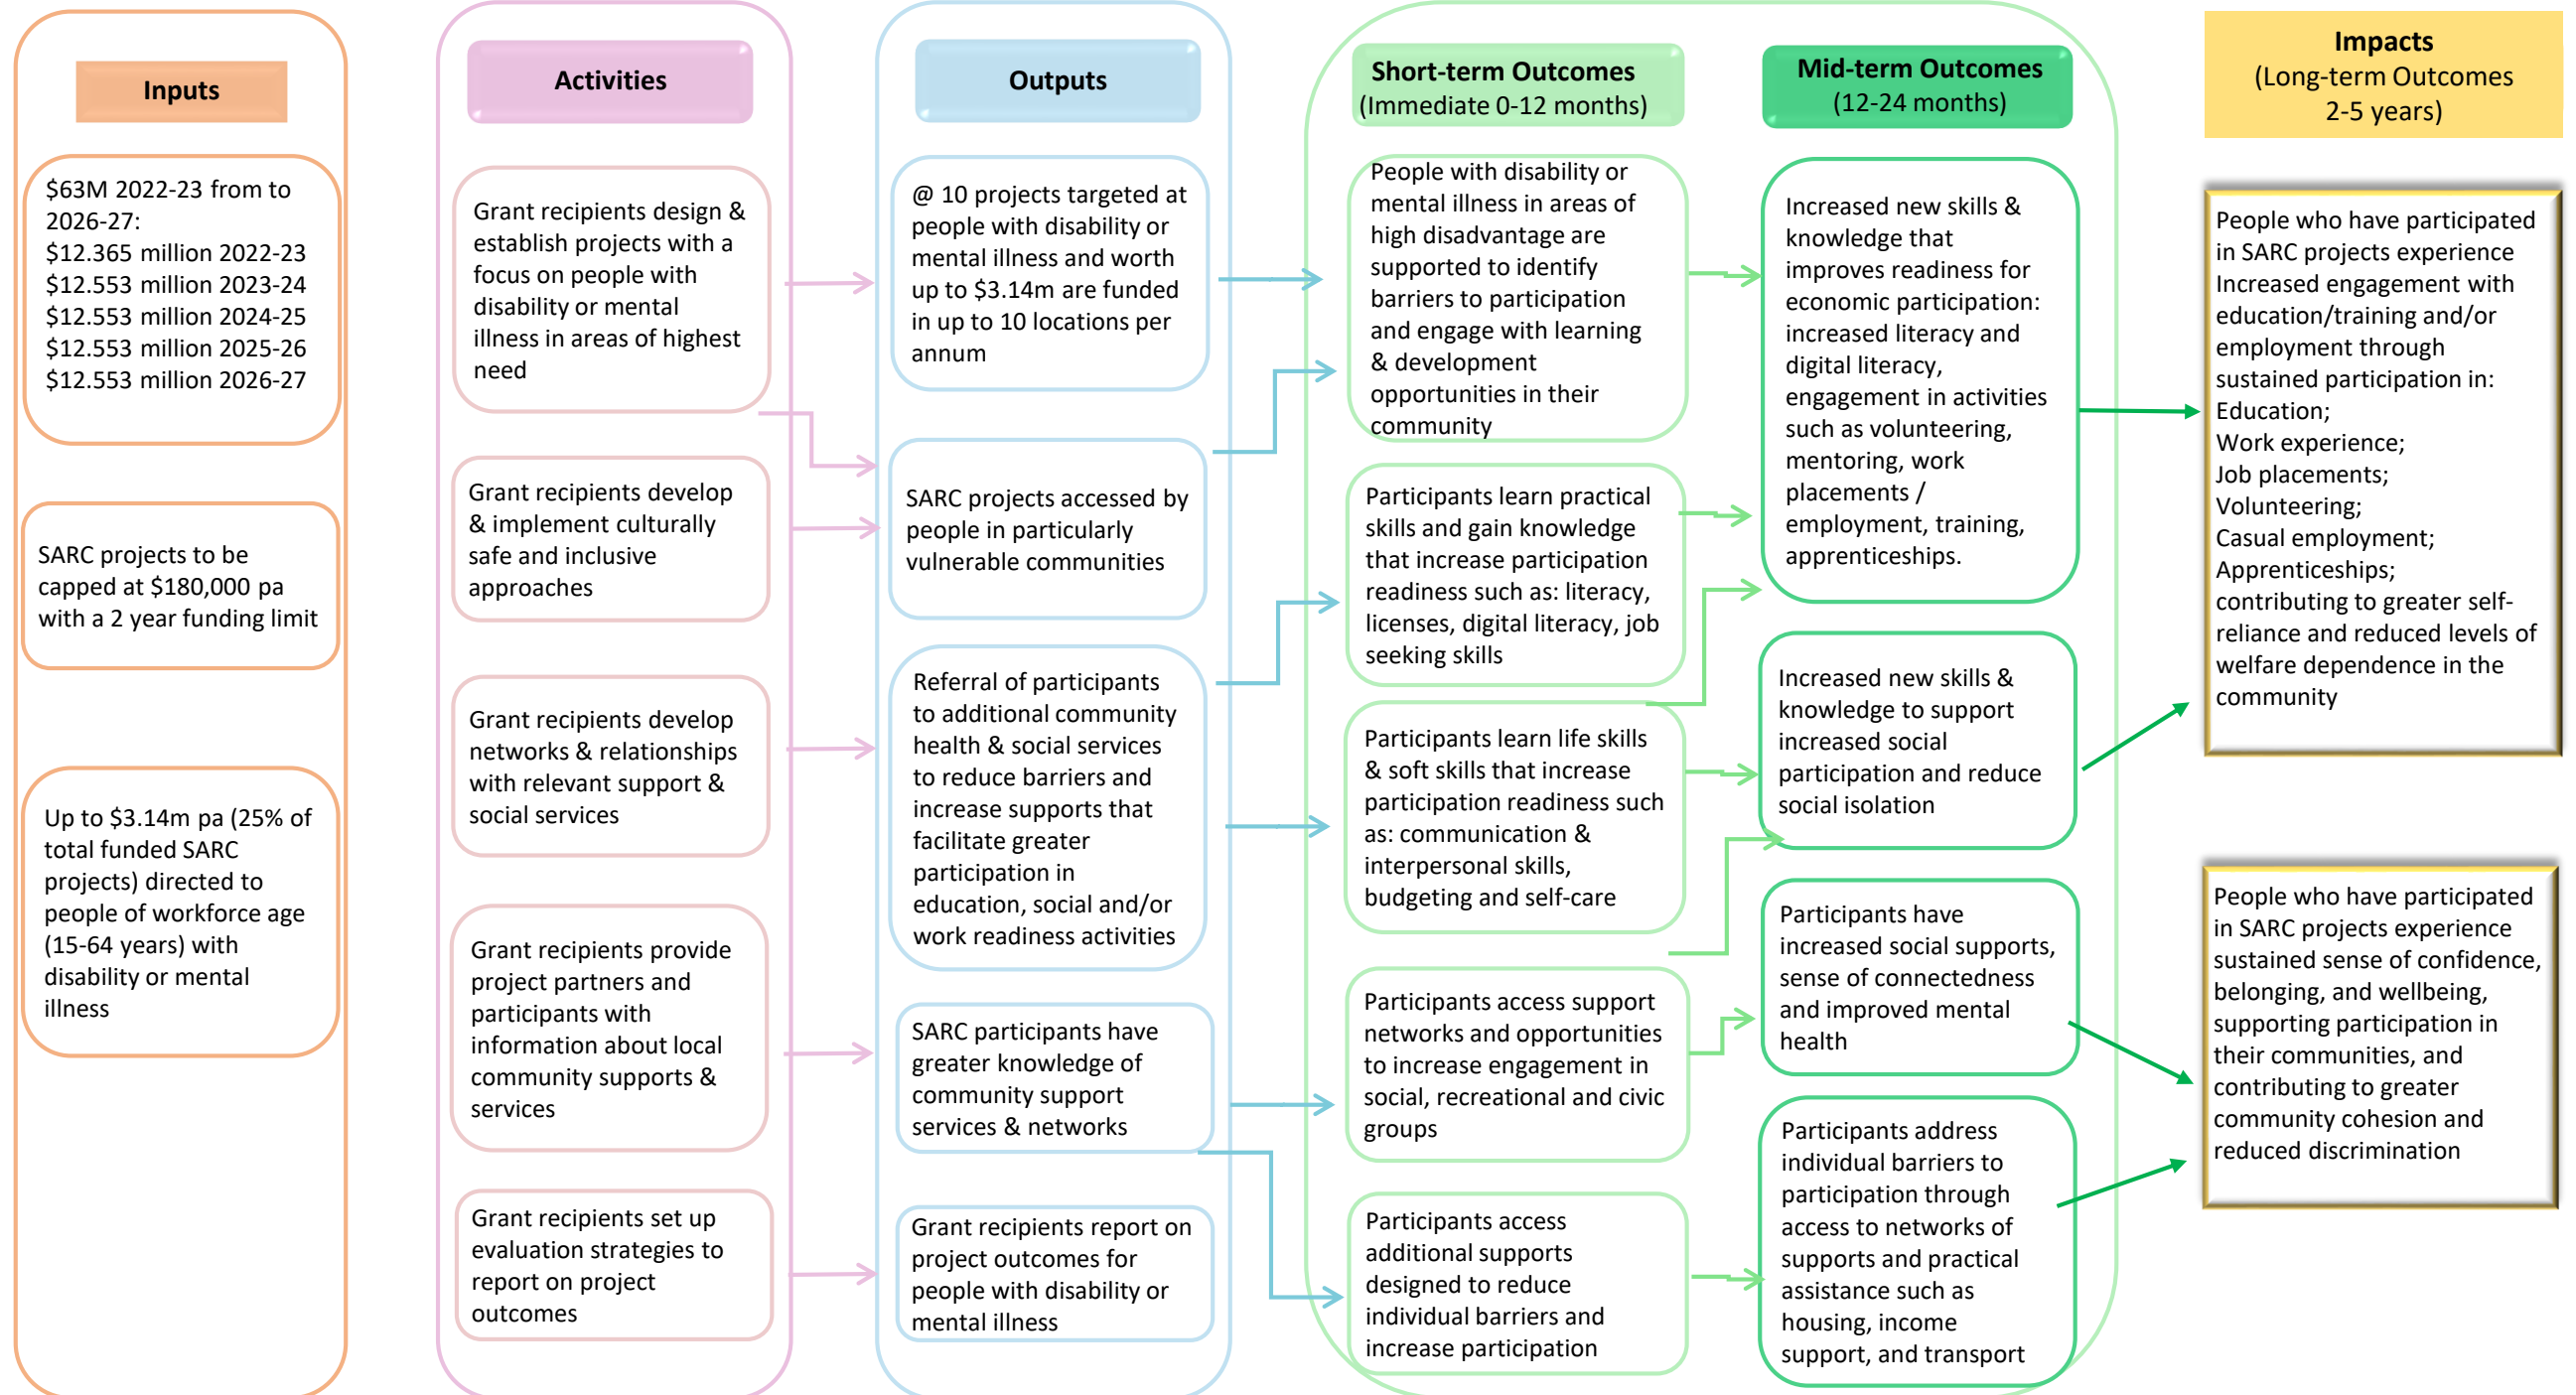 Inputs
$63M 2022-23 from to
2026-27:
$12.365 million 2022-23
$12.553 million 2023-24
$12.553 million 2024-25
$12.553 million 2025-26
$12.553 million 2026-27
SARC projects to be
capped at $180,000 pa
with a 2 year funding limit
Up to $3.14m pa (25% of
total funded SARC
projects) directed to
people of workforce age
(15-64 years) with
disability or mental
illness
Activities
Grant recipients design &
establish projects with a
focus on people with
disability or mental
illness in areas of highest
need
Grant recipients develop
& implement culturally
safe and inclusive
approaches
Grant recipients develop
networks & relationships
with relevant support &
social services
Grant recipients provide
project partners and
participants with
information about local
community supports &
services
Grant recipients set up
evaluation strategies to
report on project
outcomes
Outputs
@ 10 projects targeted at
people with disability or
mental illness and worth
up to $3.14m are funded
in up to 10 locations per
annum
SARC projects accessed by
people in particularly
vulnerable communities
Referral of participants
to additional community
health & social services
to reduce barriers and
increase supports that
facilitate greater
participation in
education, social and/or
work readiness activities
SARC participants have
greater knowledge of
community support
services & networks
Grant recipients report on
project outcomes for
people with disability or
mental illness
Short-term Outcomes
(Immediate 0-12 months)
People with disability or
mental illness in areas of
high disadvantage are
supported to identify
barriers to participation
and engage with learning
& development
opportunities in their
community
Participants learn practical
skills and gain knowledge
that increase participation
readiness such as: literacy,
licenses, digital literacy, job
seeking skills
Participants learn life skills
& soft skills that increase
participation readiness such
as: communication &
interpersonal skills,
budgeting and self-care
Participants access support
networks and opportunities
to increase engagement in
social, recreational and civic
groups
Participants access
additional supports
designed to reduce
individual barriers and
increase participation
Mid-term Outcomes
(12-24 months)
Increased new skills &
knowledge that
improves readiness for
economic participation:
increased literacy and
digital literacy,
engagement in activities
such as volunteering,
mentoring, work
placements /
employment, training,
apprenticeships.
Increased new skills &
knowledge to support
increased social
participation and reduce
social isolation
Participants have
increased social supports,
sense of connectedness
and improved mental
health
Participants address
individual barriers to
participation through
access to networks of
supports and practical
assistance such as
housing, income
support, and transport
Impacts
(Long-term Outcomes
2-5 years)
People who have participated
in SARC projects experience
Increased engagement with
education/training and/or
employment through
sustained participation in:
Education;
Work experience;
Job placements;
Volunteering;
Casual employment;
Apprenticeships;
contributing to greater self-
reliance and reduced levels of
welfare dependence in the
community
People who have participated
in SARC projects experience
sustained sense of confidence,
belonging, and wellbeing,
supporting participation in
their communities, and
contributing to greater
community cohesion and
reduced discrimination